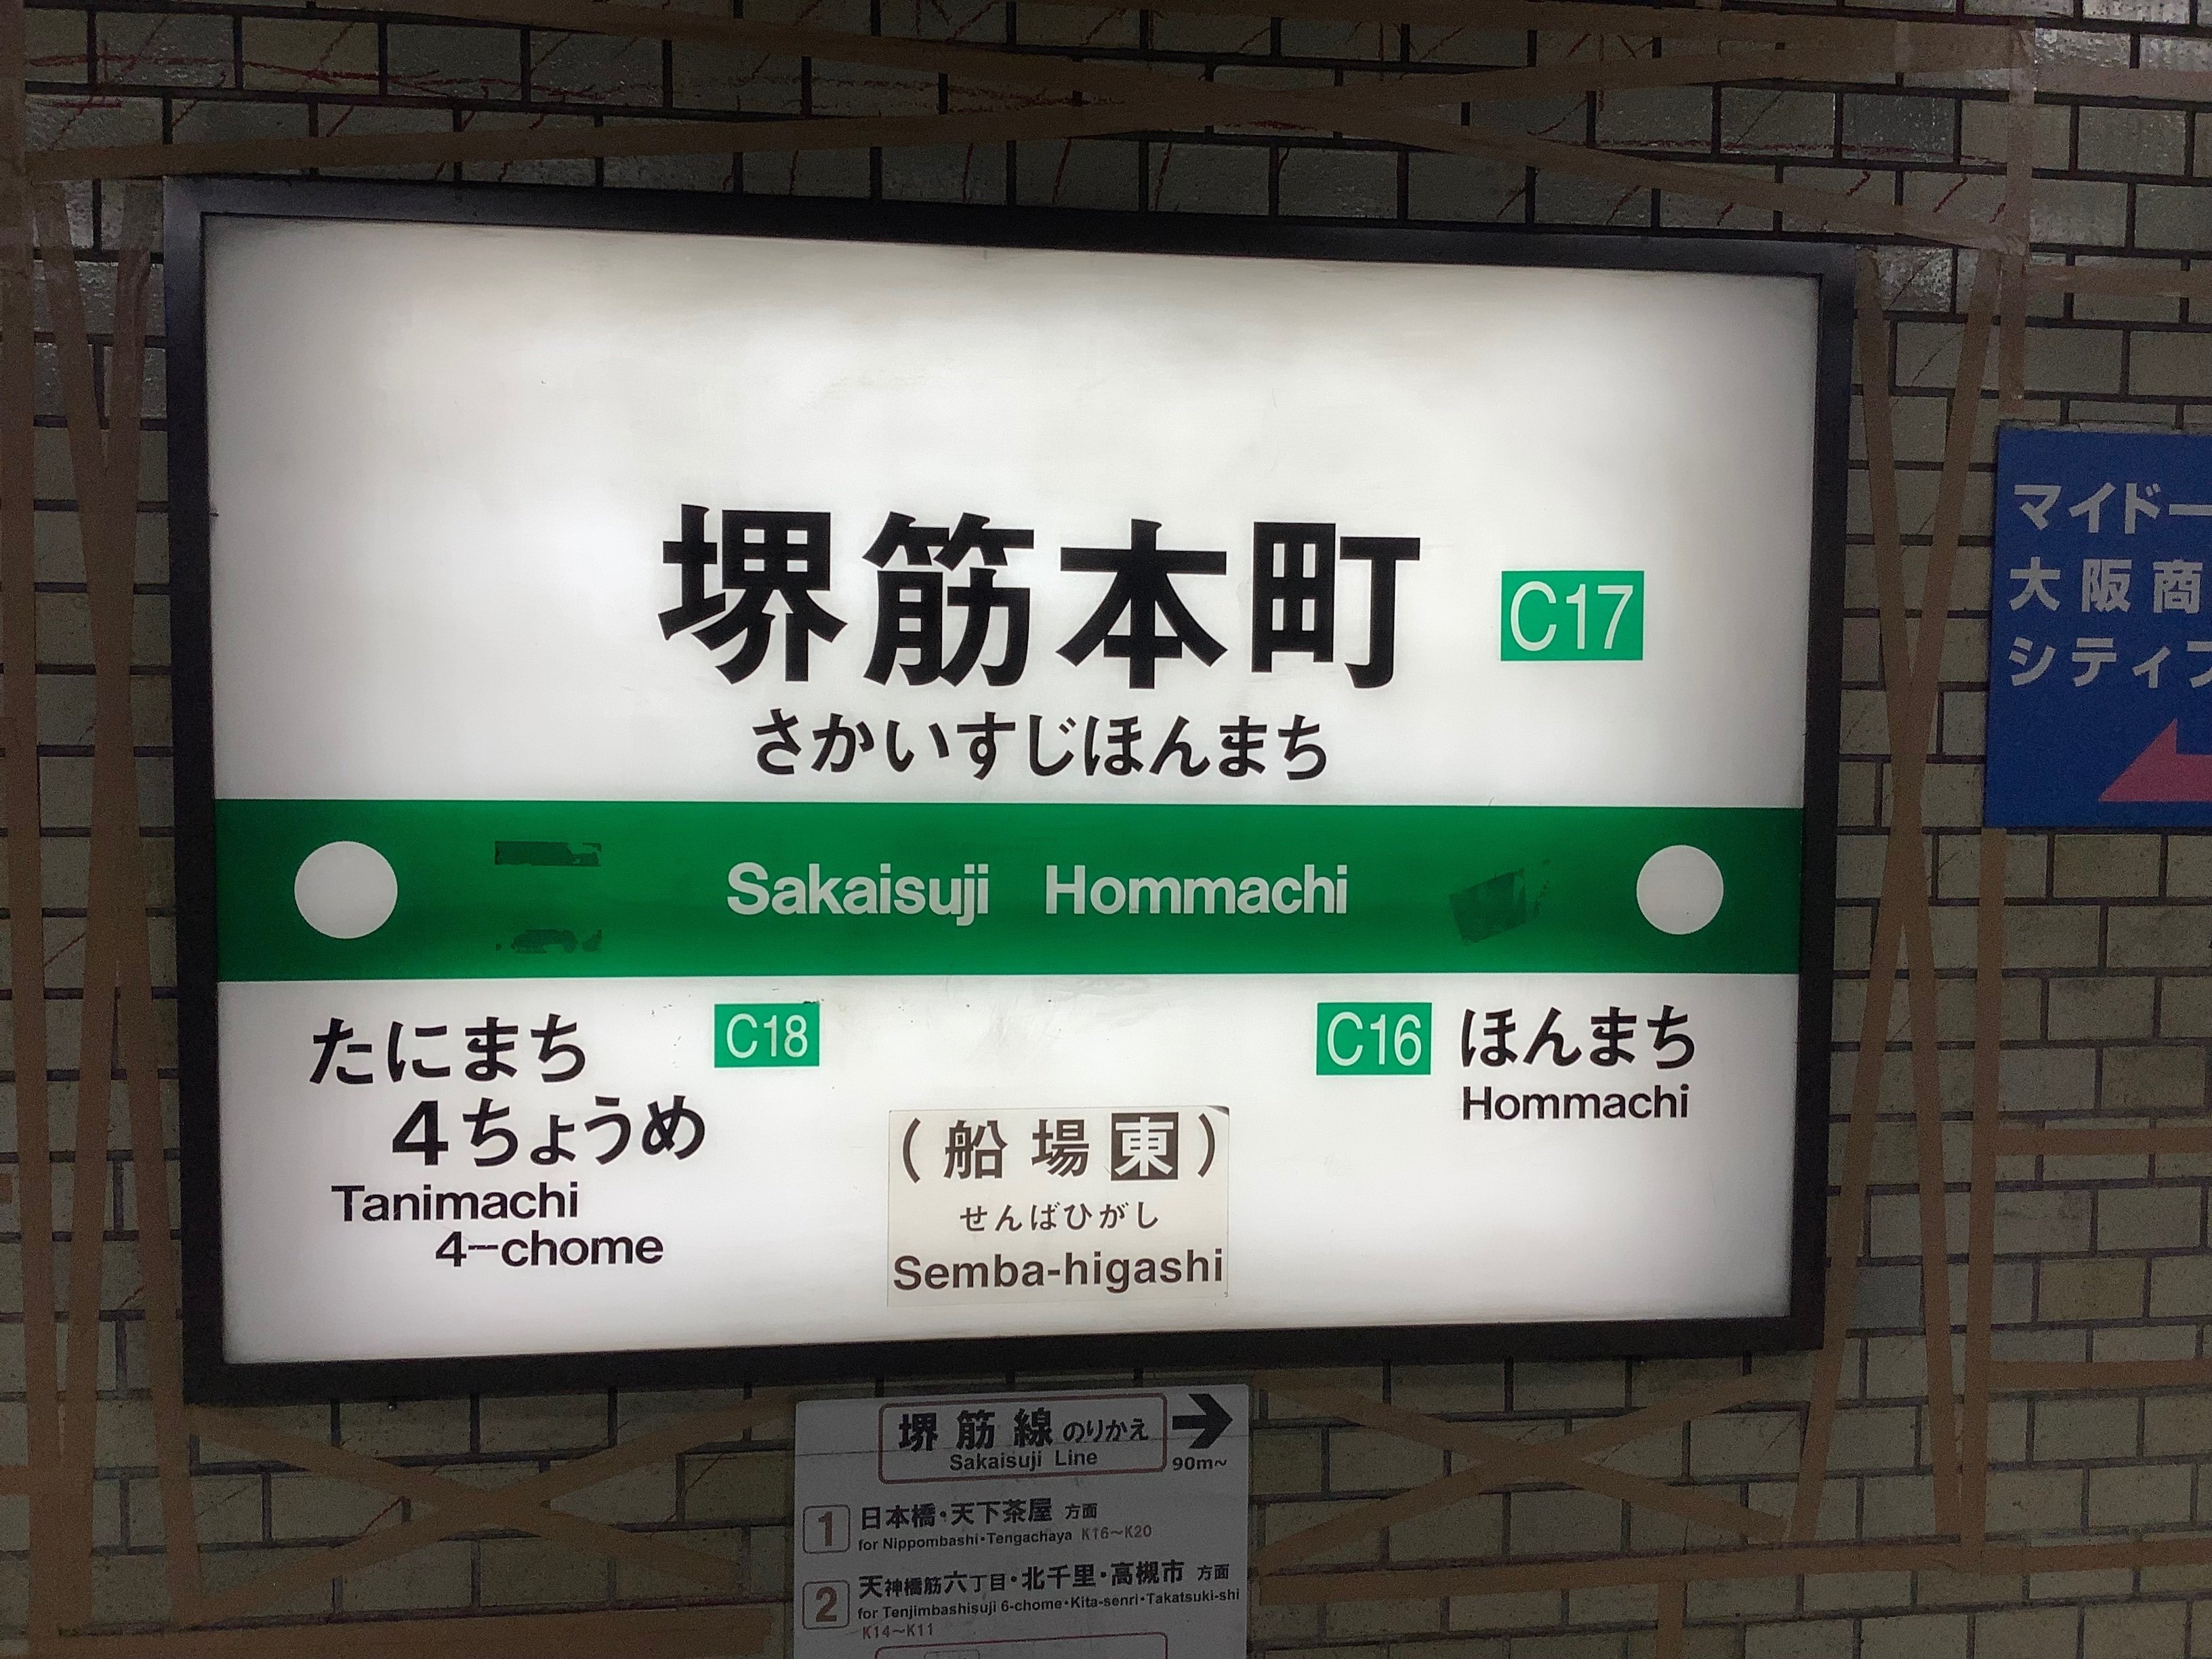 堺筋本町 C17
さかいすじほんまち
Sakaisuji Hommachi
たにまち
4ちょうめ
Tanimachi
4-chome
C18
(船場東)
せんばひがし
Semba-higashi
C16 ほんまち
Hommachi
マイドー
大阪商
シティ
堺筋線のりかえ
Sakaisuji Line
90m~
1 日本橋・天下茶屋 方面
for Nippombashi・Tengachaya K16~K20
2 天神橋筋六丁目・北千里・高槻市 方面
for Tenjimbashisuji 6-chome・Kita-senri・Takatsuki-shi
K14~K11